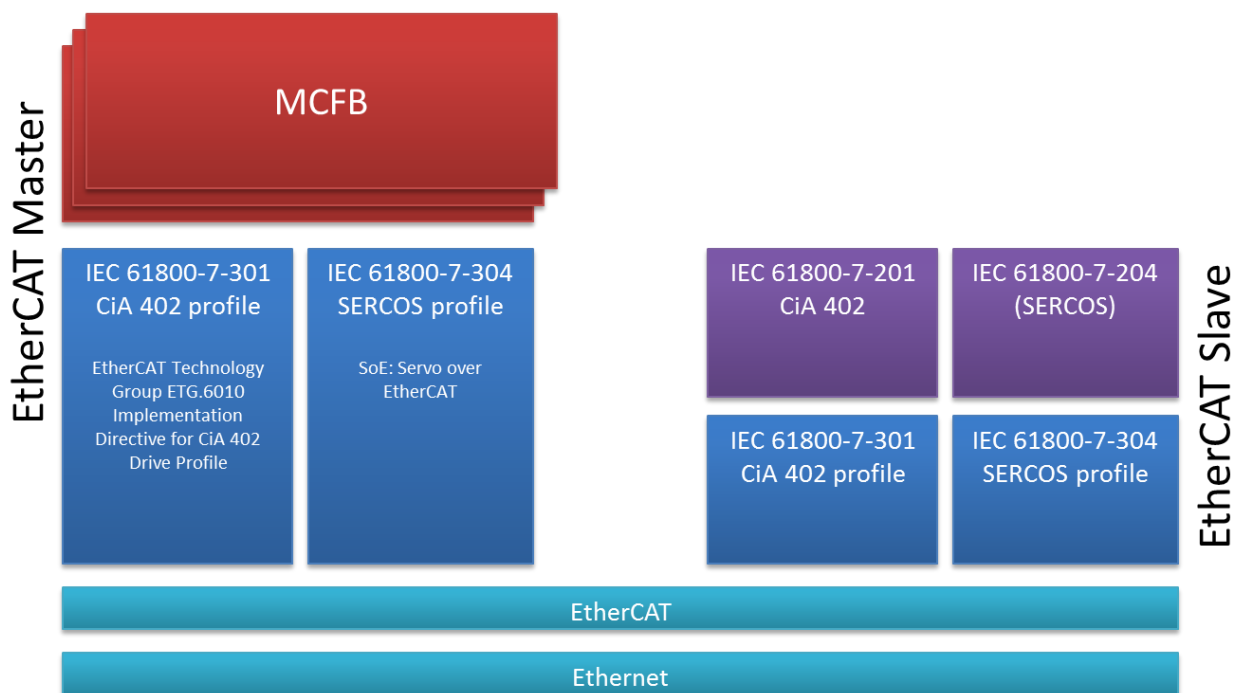 EtherCAT Master
MCFB
IEC 61800-7-301
CiA 402 profile
EtherCAT Technology
Group ETG.6010
Implementation
Directive for CiA 402
Drive Profile
IEC 61800-7-304
SERCOS profile
SoE: Servo over
EtherCAT
IEC 61800-7-201
CiA 402
IEC 61800-7-204
(SERCOS)
IEC 61800-7-301
CiA 402 profile
IEC 61800-7-304
SERCOS profile
EtherCAT Slave
EtherCAT
Ethernet